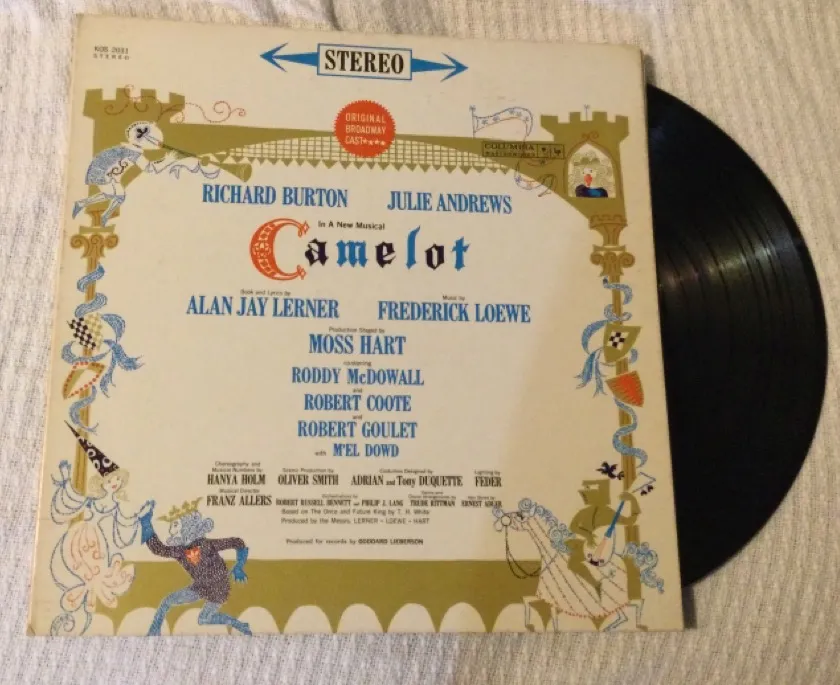 KOS 2031
STEREO
STEREO
ORIGINAL
BROADWAY
CAST★★★★
COLUMBIA
RICHARD BURTON JULIE ANDREWS
In A New Musical
Camelot
Book and Lyrics by Music by
ALAN JAY LERNER FREDERICK LOEWE
Production Staged by
MOSS HART
costarring
RODDY McDOWALL
and
ROBERT COOTE
and
ROBERT GOULET
with M'EL DOWD
Choreography and
Musical Numbers by Scenic Production by Costumes Designed by Lighting by
HANYA HOLM OLIVER SMITH ADRIAN and Tony DUQUETTE FEDER
Musical Director Orchestrations by Dance Arrangements by Hair Styles by
FRANZ ALLERS ROBERT RUSSELL BENNETT and PHILIP J. LANG TRUDE RITTMAN ERNEST ADLER
Based on The Once and Future King by T. H. White
Produced by the Messrs. LERNER • LOEWE • HART
Produced for records by GODDARD LIEBERSON